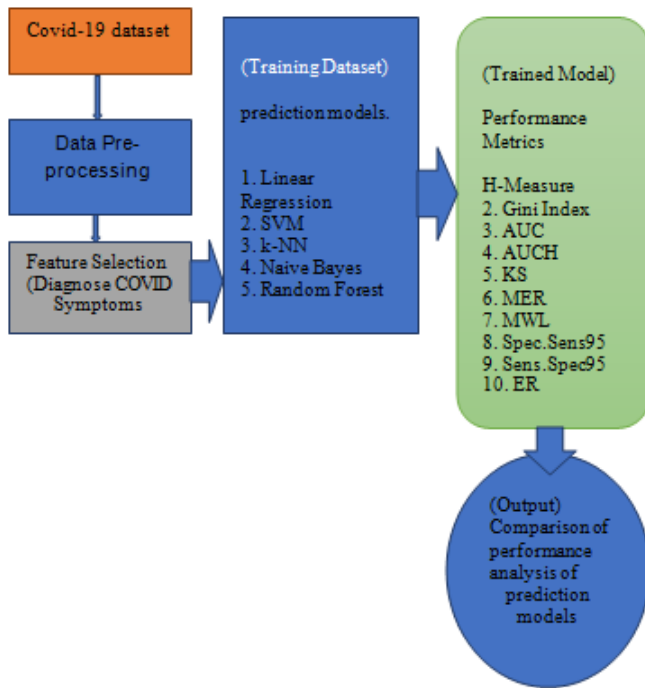 Covid-19 dataset
Data Pre-
processing
Feature Selection
(Diagnose COVID
Symptoms
(Training Dataset)
prediction models.
1. Linear
Regression
2. SVM
3. k-NN
4. Naive Bayes
5. Random Forest
(Trained Model)
Performance
Metrics
H-Measure
2. Gini Index
3. AUC
4. AUCH
5. KS
6. MER
7. MWL
8. Spec.Sens95
9. Sens.Spec95
10. ER
(Output)
Comparison of
performance
analysis of
prediction
models